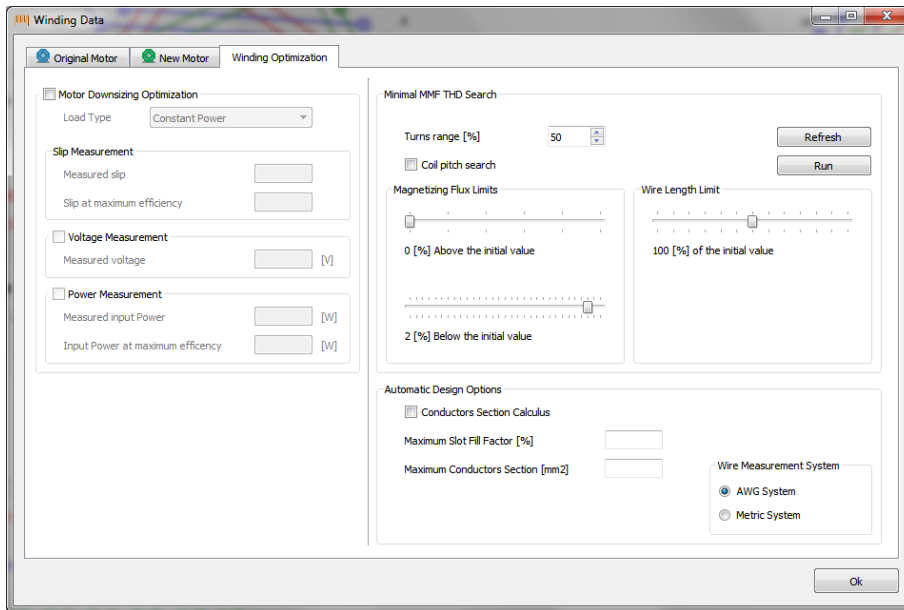 Winding Data
Original Motor
New Motor
Winding Optimization
Motor Downsizing Optimization
Load Type
Constant Power
Slip Measurement
Measured slip
Slip at maximum efficiency
Voltage Measurement
Measured voltage
[V]
Power Measurement
Measured input Power
[W]
Input Power at maximum efficency
[W]
Minimal MMF THD Search
Turns range [%]
50
Refresh
Coil pitch search
Run
Magnetizing Flux Limits
0 [%] Above the initial value
2 [%] Below the initial value
Wire Length Limit
100 [%] of the initial value
Automatic Design Options
Conductors Section Calculus
Maximum Slot Fill Factor [%]
Maximum Conductors Section [mm2]
Wire Measurement System
AWG System
Metric System
Ok